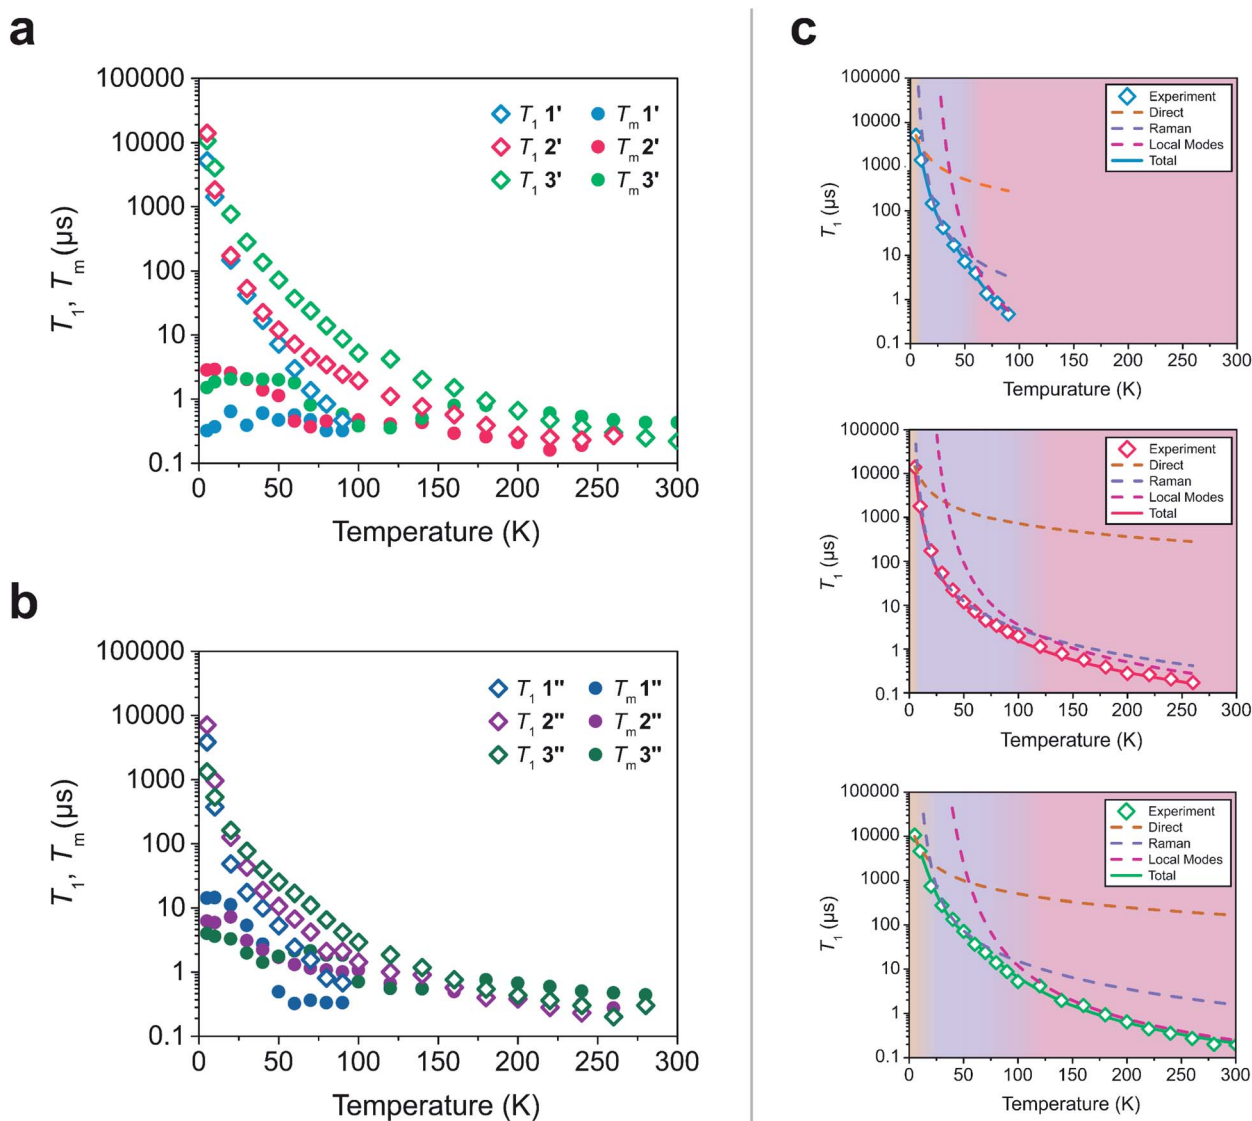 a
100000
10000
1000
100
10
1
0.1
T1, Tm (μs)
T1 1' Tm 1'
T1 2' Tm 2'
T1 3' Tm 3'
0 50 100 150 200 250 300
Temperature (K)
b
100000
10000
1000
100
10
1
0.1
T1, Tm (μs)
T1 1" Tm 1"
T1 2" Tm 2"
T1 3" Tm 3"
0 50 100 150 200 250 300
Temperature (K)
c
100000
10000
1000
100
10
1
0.1
T1 (μs)
Experiment
Direct
Raman
Local Modes
Total
0 50 100 150 200 250 300
Tempurature (K)
100000
10000
1000
100
10
1
0.1
T1 (μs)
Experiment
Direct
Raman
Local Modes
Total
0 50 100 150 200 250 300
Temperature (K)
100000
10000
1000
100
10
1
0.1
T1 (μs)
Experiment
Direct
Raman
Local Modes
Total
0 50 100 150 200 250 300
Temperature (K)